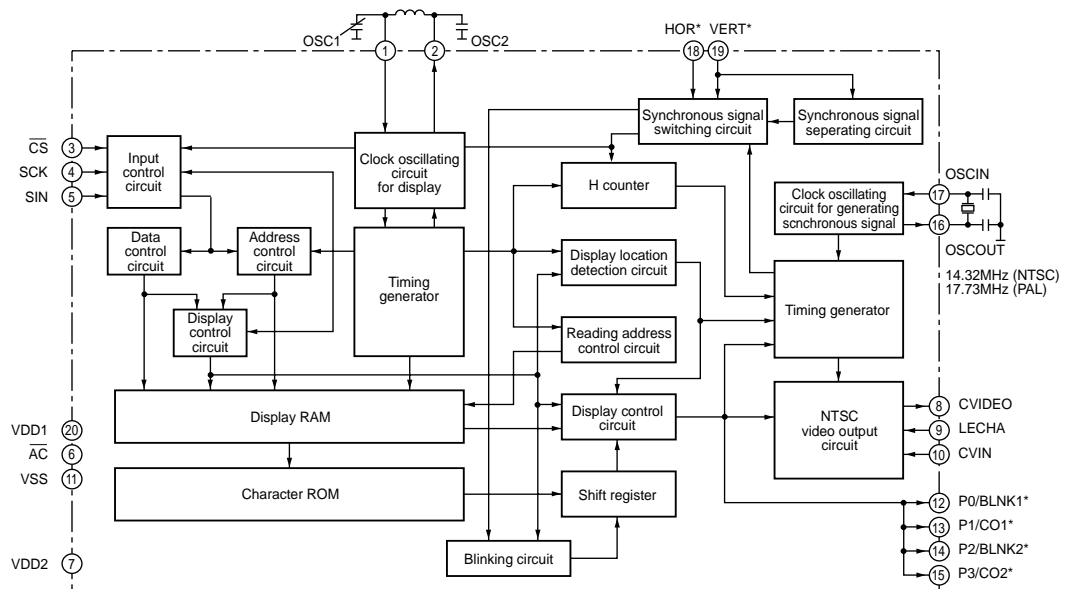 HOR* VERT*
OSC1
OSC2
1
2
18
19
Synchronous signal
switching circuit
Synchronous signal
seperating circuit
CS
3
SCK
4
SIN
5
Input
control
circuit
Clock oscillating
circuit
for display
H counter
Clock oscillating
circuit for generating
scnchronous signal
OSCIN
17
16
OSCOUT
14.32MHz (NTSC)
17.73MHz (PAL)
Data
control
circuit
Address
control
circuit
Timing
generator
Display location
detection circuit
Timing generator
Display
control
circuit
Reading address
control circuit
Display RAM
Display control
circuit
NTSC
video output
circuit
8
CVIDEO
9
LECHA
10
CVIN
VDD1
20
AC
6
VSS
11
Character ROM
Shift register
12
P0/BLNK1*
13
P1/CO1*
14
P2/BLNK2*
15
P3/CO2*
VDD2
7
Blinking circuit